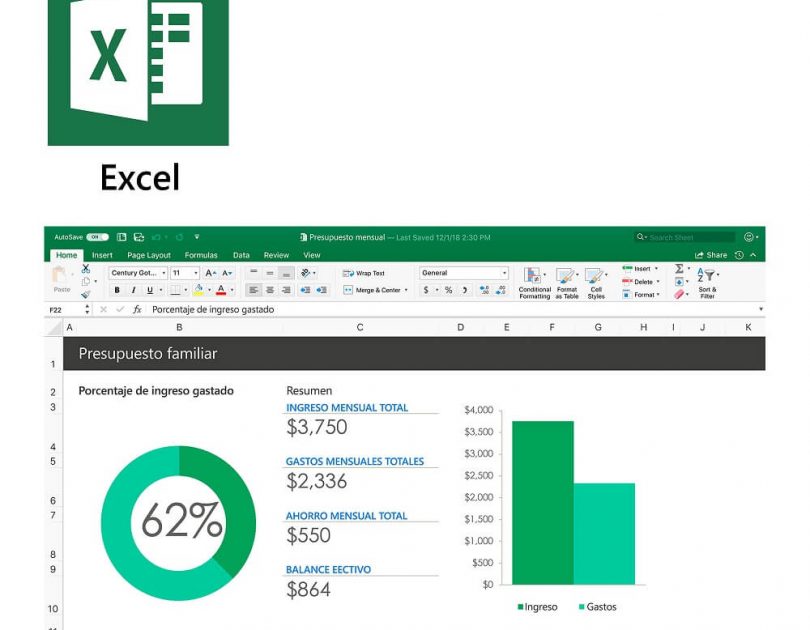 X
Excel
AutoSave ON Presupuesto mensual — Last Saved 12/1/18 2:30 PM Search Sheet
Home Insert Page Layout Formulas Data Review View Share
Paste Century Got... 11 A A Wrap Text General Conditional Formatting Format as Table Cell Styles Insert Delete Format Σ Sort & Filter
B I U A Merge & Center $ % )
F22 fx Porcentaje de ingreso gastado
A B C D E F G H I J K
1 Presupuesto familiar
2 Porcentaje de ingreso gastado Resumen
3 INGRESO MENSUAL TOTAL
$3,750
4
5 GASTOS MENSUALES TOTALES
$2,336
6
7 AHORRO MENSUAL TOTAL
$550
8
9 BALANCE EECTIVO
$864
10
62%
$4,000
$3,500
$3,000
$2,500
$2,000
$1,500
$1,000
$500
$0
Ingreso Gastos